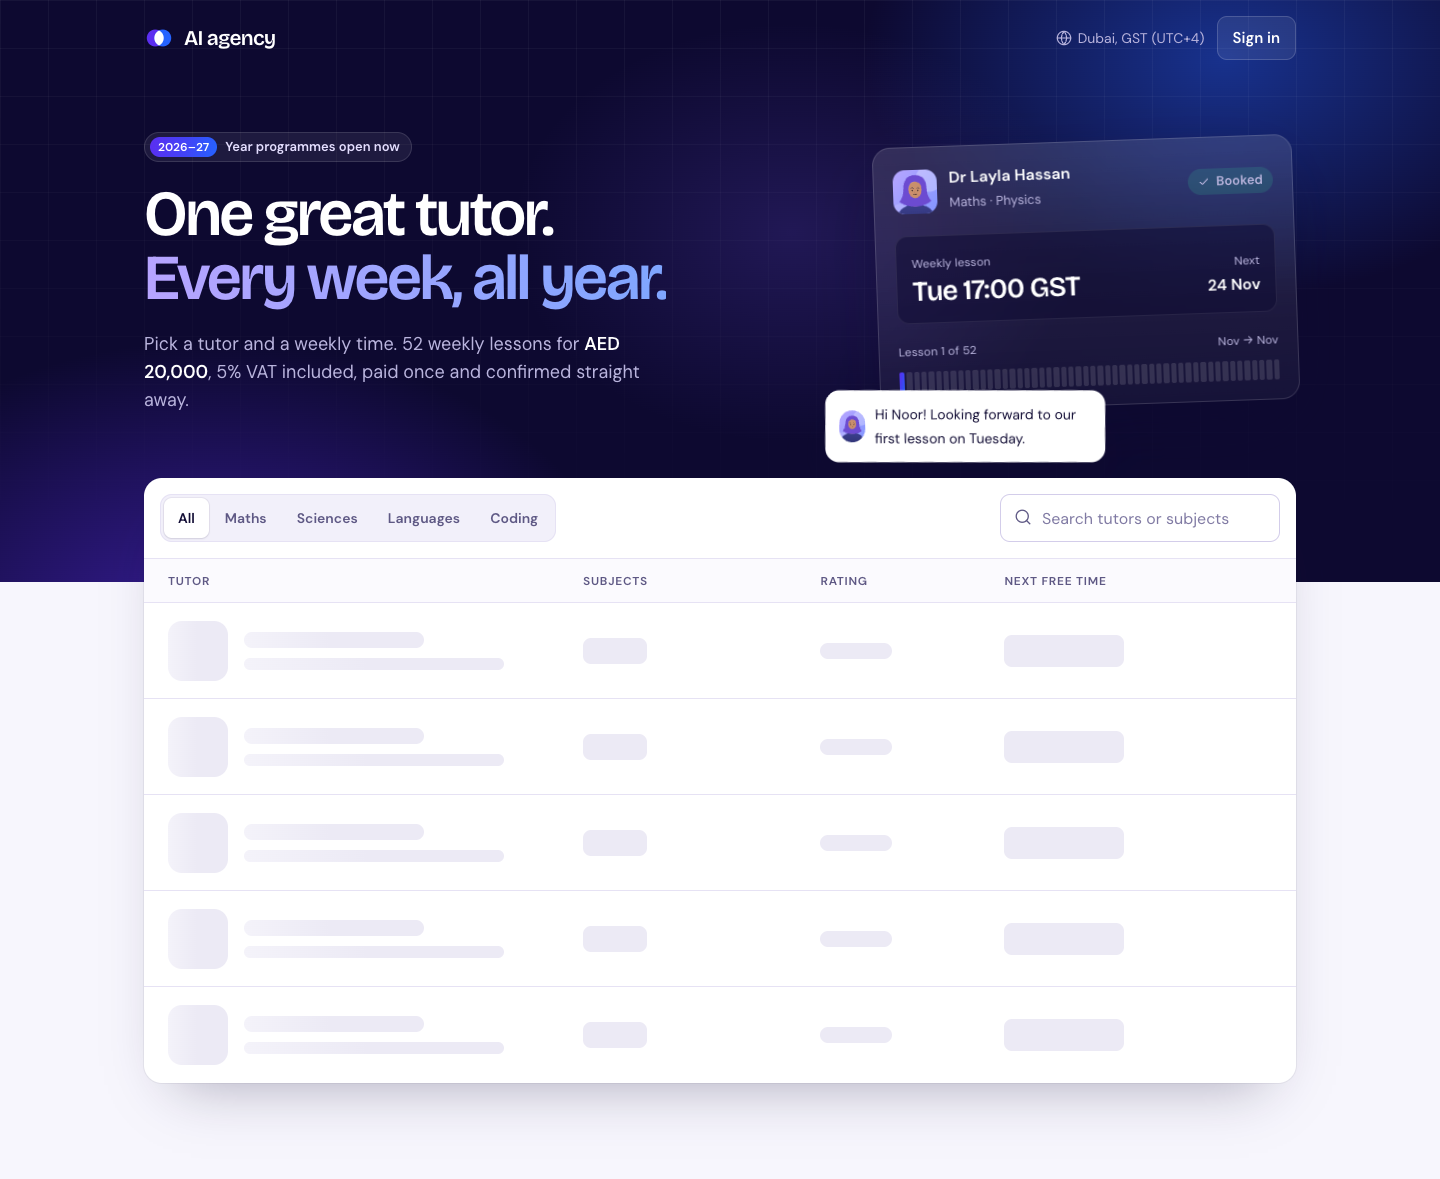 AI agency
Dubai, GST (UTC+4)
Sign in
2026–27 Year programmes open now
One great tutor.
Every week, all year.
Pick a tutor and a weekly time. 52 weekly lessons for AED
20,000, 5% VAT included, paid once and confirmed straight
away.
Dr Layla Hassan
Maths · Physics
Booked
Weekly lesson
Tue 17:00 GST
Next
24 Nov
Lesson 1 of 52
Nov → Nov
Hi Noor! Looking forward to our
first lesson on Tuesday.
All
Maths
Sciences
Languages
Coding
Search tutors or subjects
TUTOR
SUBJECTS
RATING
NEXT FREE TIME